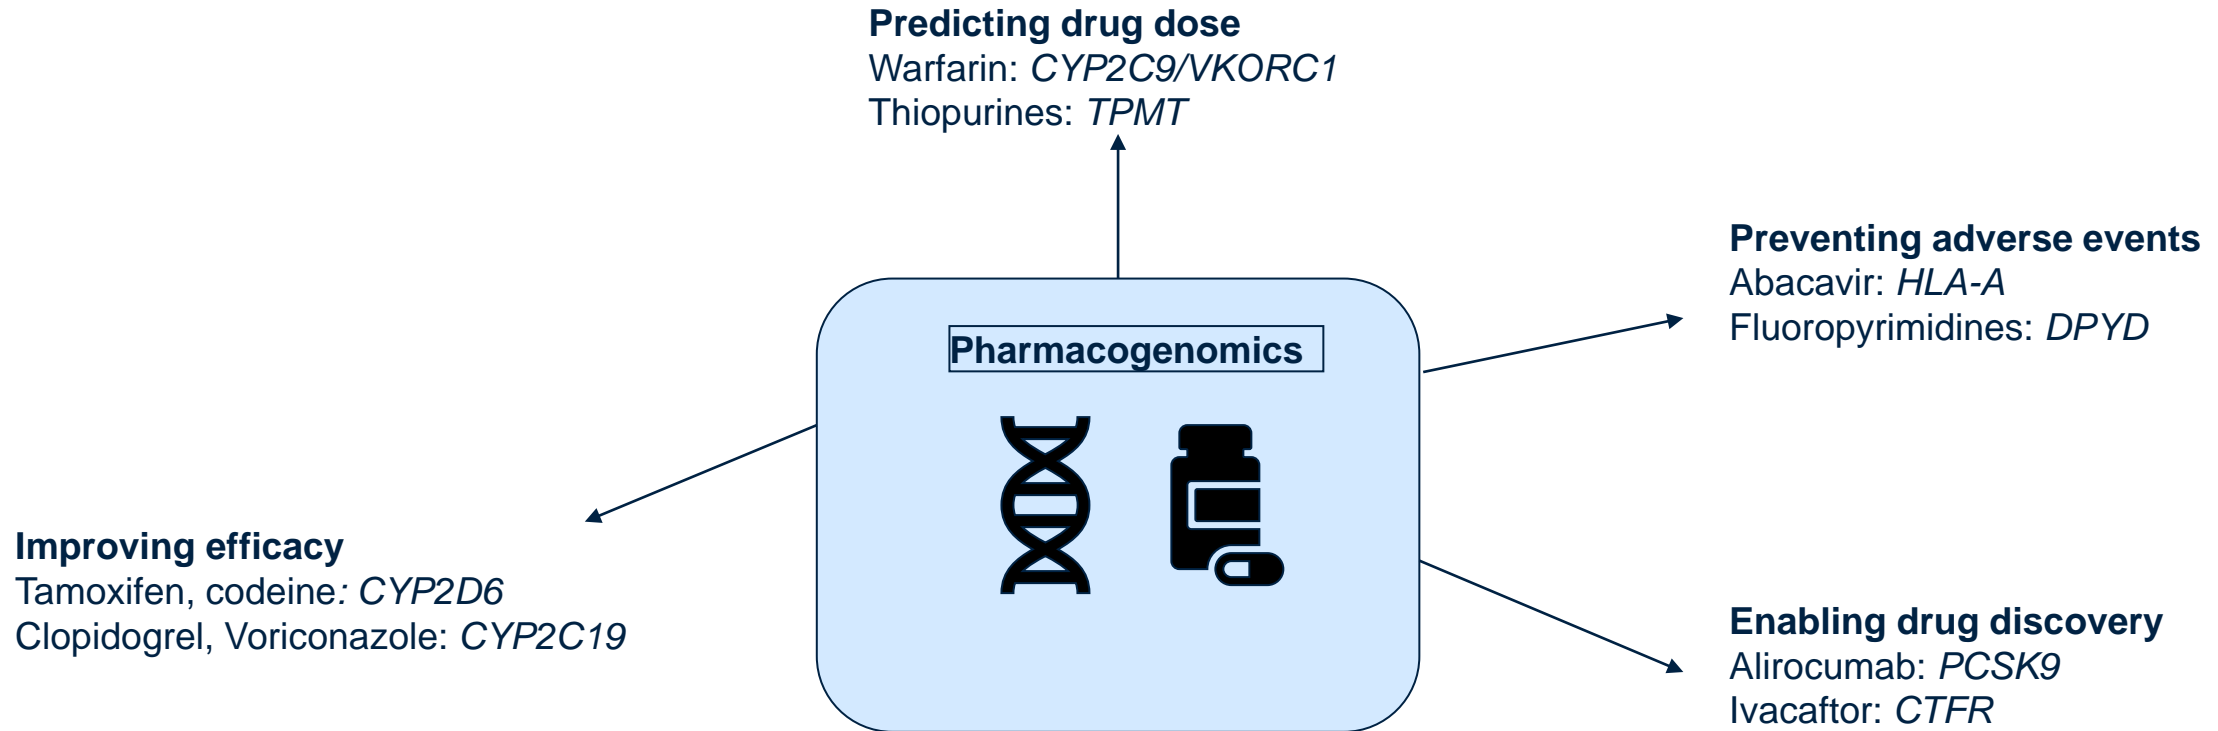 Predicting drug dose
Warfarin: CYP2C9/VKORC1
Thiopurines: TPMT
Preventing adverse events
Abacavir: HLA-A
Fluoropyrimidines: DPYD
Pharmacogenomics
Improving efficacy
Tamoxifen, codeine: CYP2D6
Clopidogrel, Voriconazole: CYP2C19
Enabling drug discovery
Alirocumab: PCSK9
Ivacaftor: CTFR